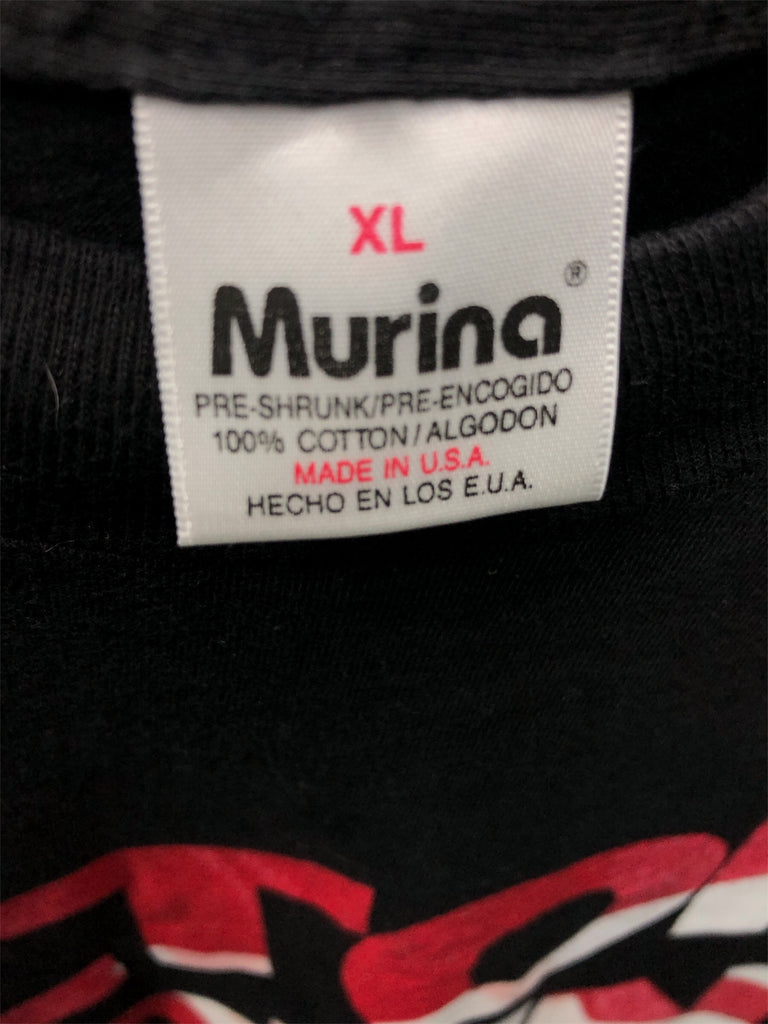 XL
Murina®
PRE-SHRUNK/PRE-ENCOGIDO
100% COTTON/ALGODON
MADE IN U.S.A.
HECHO EN LOS E.U.A.